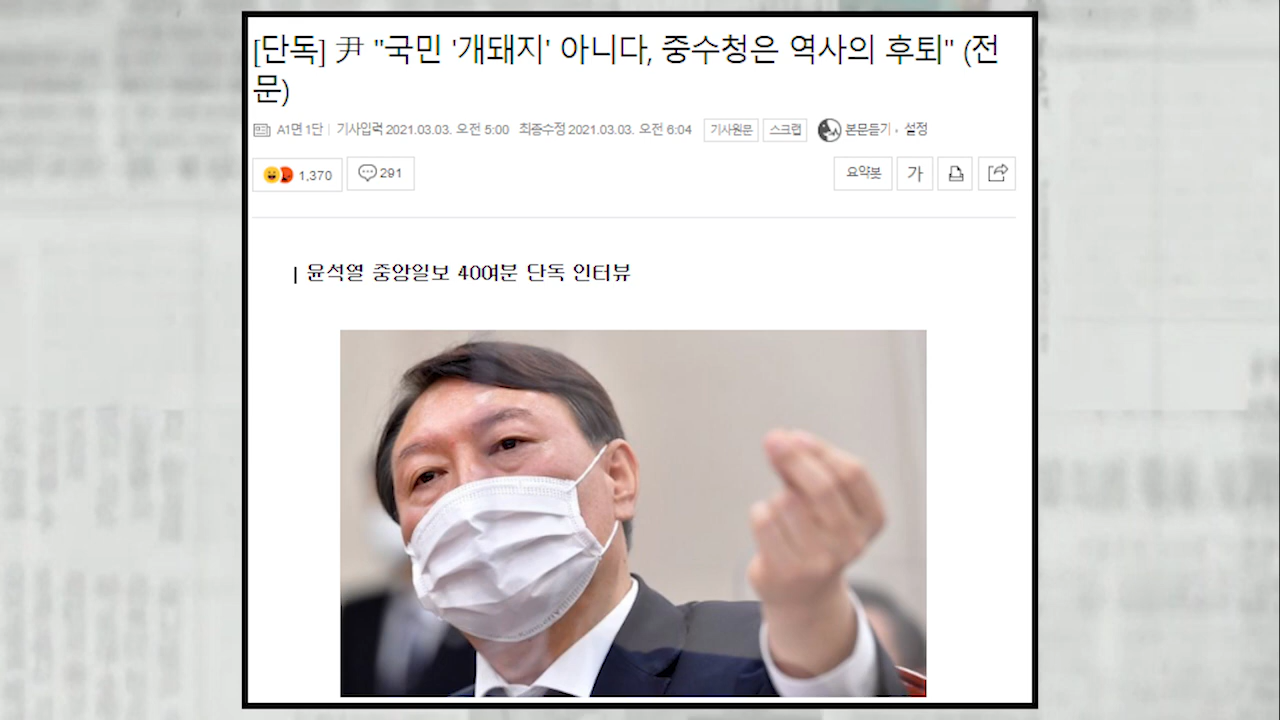 [단독] 尹 "국민 '개돼지' 아니다, 중수청은 역사의 후퇴" (전
문)
A1면 1단 기사입력 2021.03.03. 오전 5:00 최종수정 2021.03.03. 오전 6:04 기사원문 스크랩 본문듣기 · 설정
1,370 291 요약봇 가
| 윤석열 중앙일보 40여분 단독 인터뷰